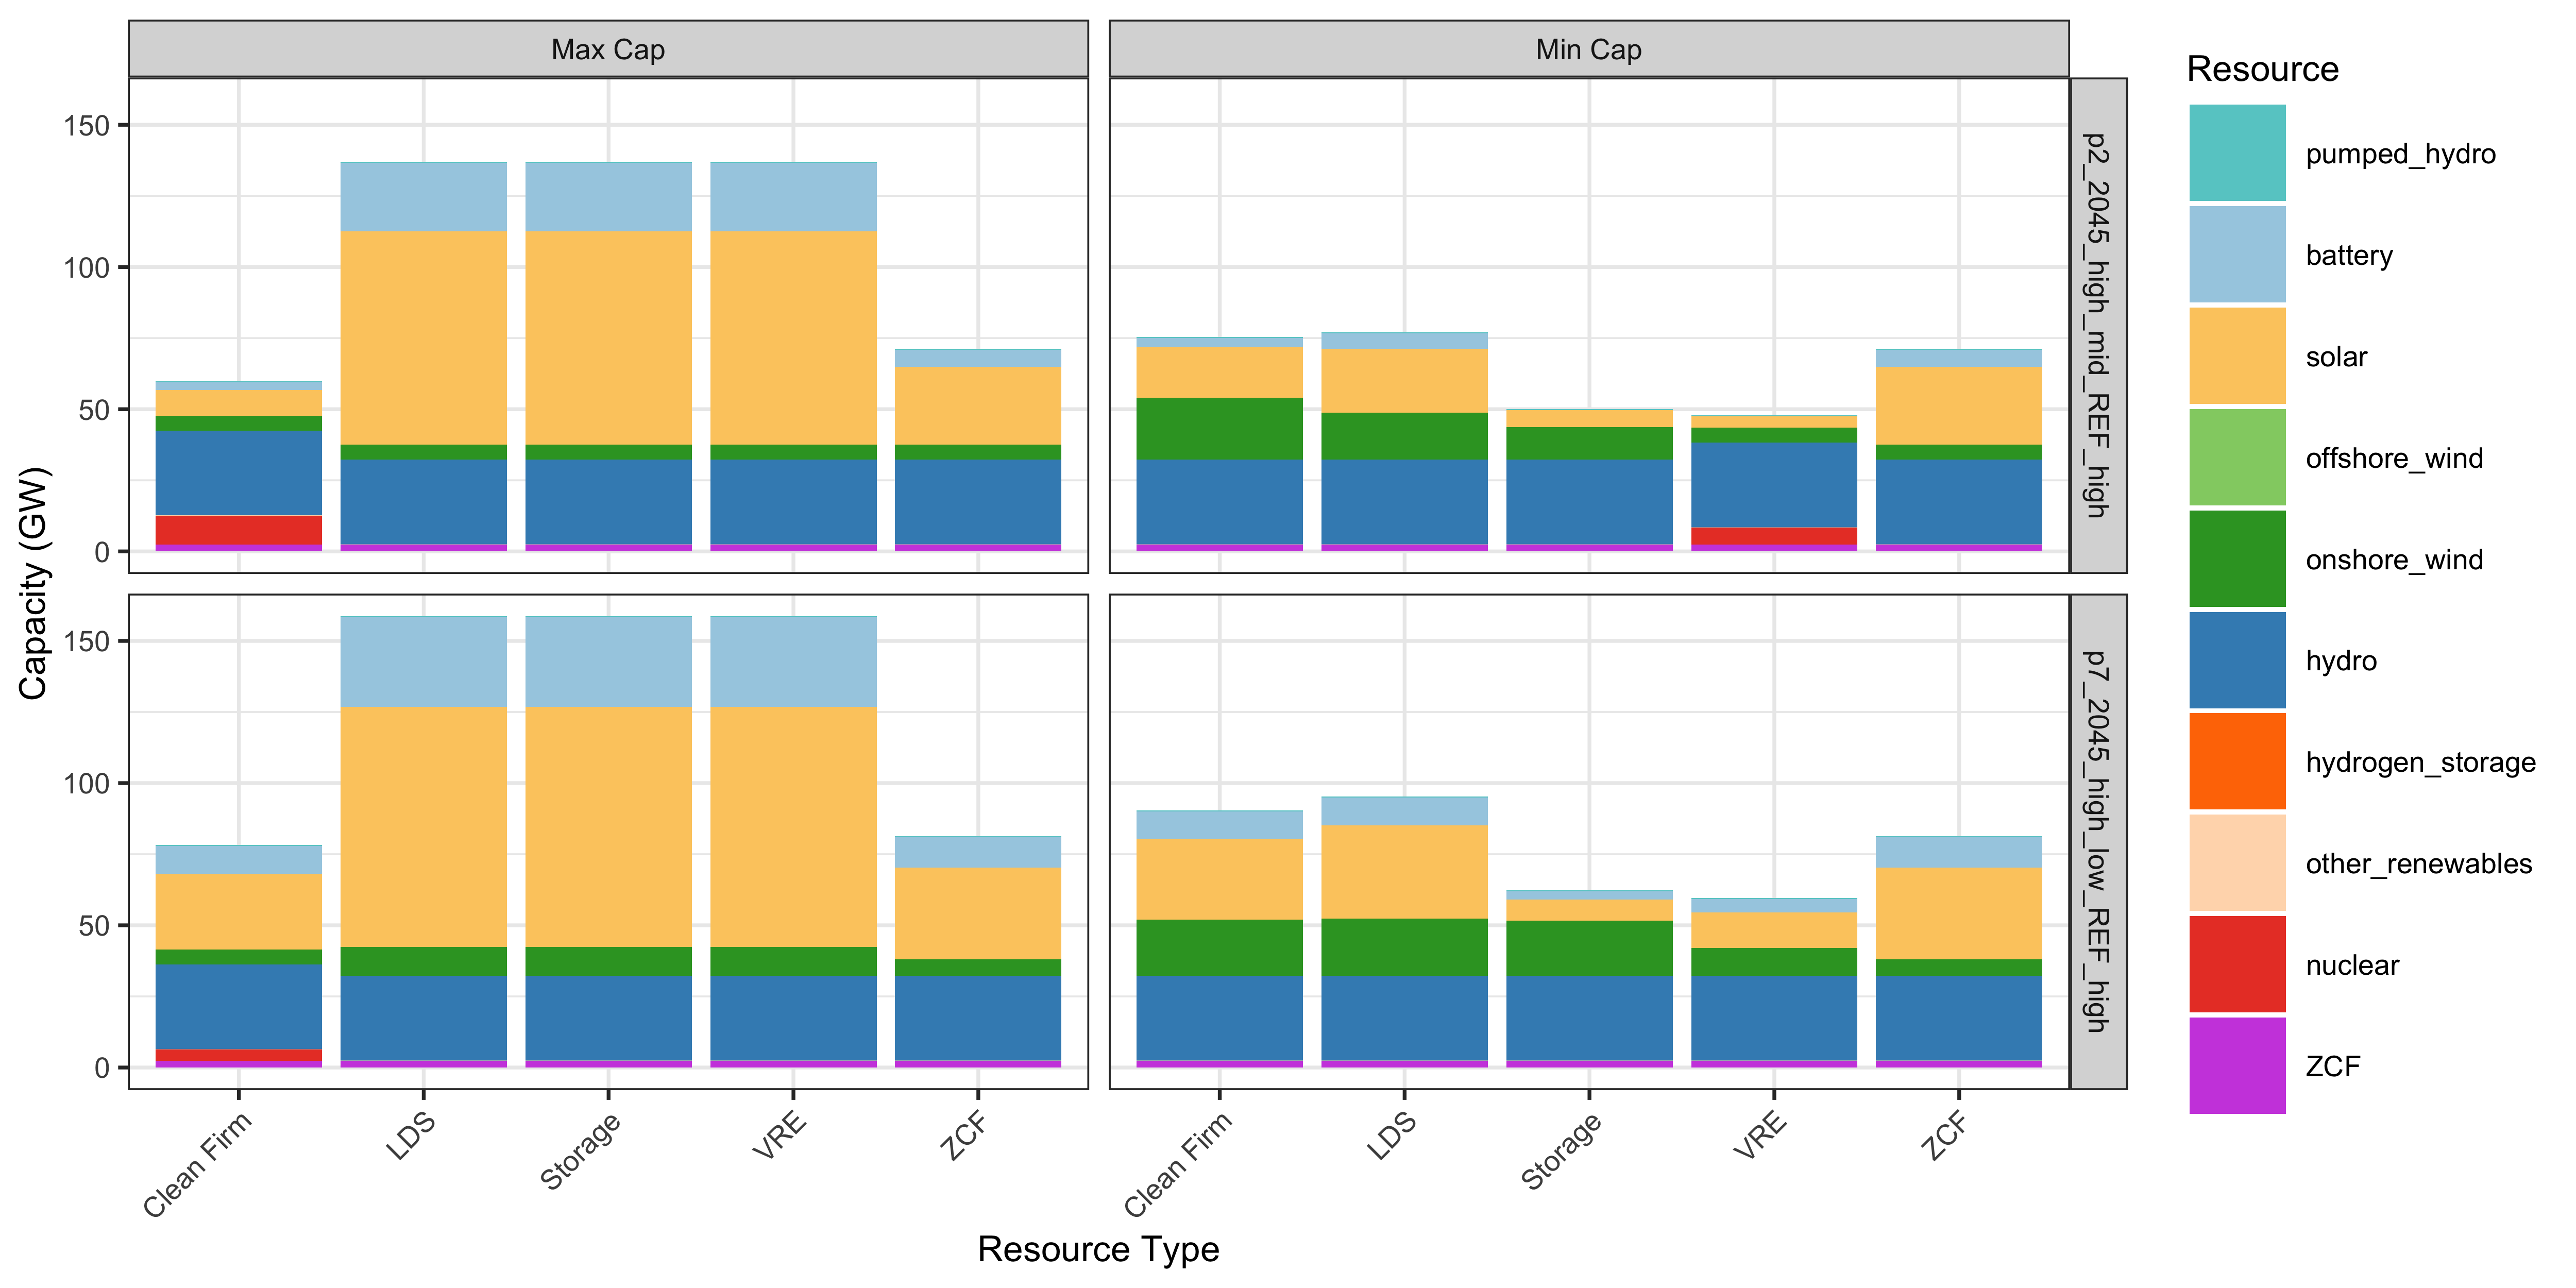 Max Cap
Min Cap
Capacity (GW)
150
100
50
0
p2_2045_high_mid_REF_high
150
100
50
0
p7_2045_high_low_REF_high
Clean Firm
LDS
Storage
VRE
ZCF
Clean Firm
LDS
Storage
VRE
ZCF
Resource Type
Resource
pumped_hydro
battery
solar
offshore_wind
onshore_wind
hydro
hydrogen_storage
other_renewables
nuclear
ZCF